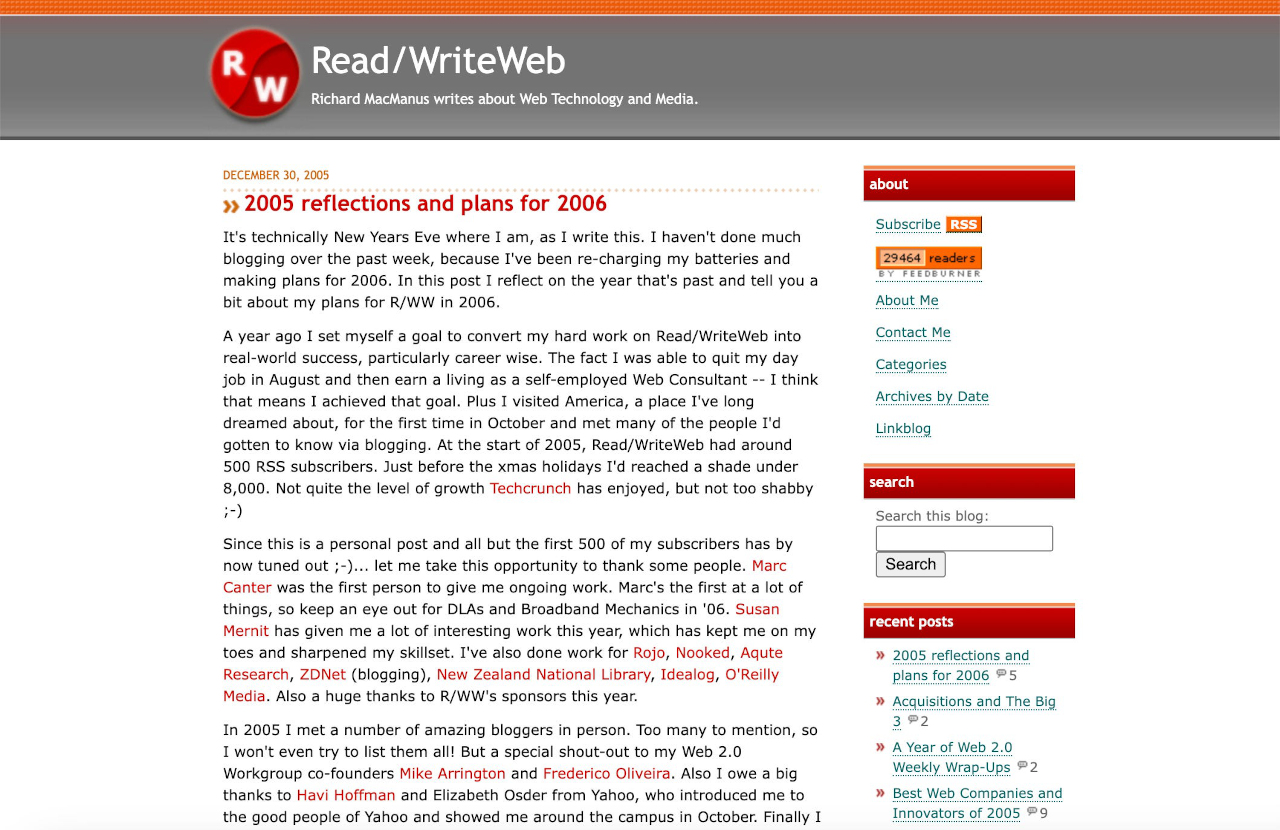 R W
Read/WriteWeb
Richard MacManus writes about Web Technology and Media.
DECEMBER 30, 2005
2005 reflections and plans for 2006
It's technically New Years Eve where I am, as I write this. I haven't done much
blogging over the past week, because I've been re-charging my batteries and
making plans for 2006. In this post I reflect on the year that's past and tell you a
bit about my plans for R/WW in 2006.
A year ago I set myself a goal to convert my hard work on Read/WriteWeb into
real-world success, particularly career wise. The fact I was able to quit my day
job in August and then earn a living as a self-employed Web Consultant -- I think
that means I achieved that goal. Plus I visited America, a place I've long
dreamed about, for the first time in October and met many of the people I'd
gotten to know via blogging. At the start of 2005, Read/WriteWeb had around
500 RSS subscribers. Just before the xmas holidays I'd reached a shade under
8,000. Not quite the level of growth Techcrunch has enjoyed, but not too shabby
;-)
Since this is a personal post and all but the first 500 of my subscribers has by
now tuned out ;-)... let me take this opportunity to thank some people. Marc
Canter was the first person to give me ongoing work. Marc's the first at a lot of
things, so keep an eye out for DLAs and Broadband Mechanics in '06. Susan
Mernit has given me a lot of interesting work this year, which has kept me on my
toes and sharpened my skillset. I've also done work for Rojo, Nooked, Aqute
Research, ZDNet (blogging), New Zealand National Library, Idealog, O'Reilly
Media. Also a huge thanks to R/WW's sponsors this year.
In 2005 I met a number of amazing bloggers in person. Too many to mention, so
I won't even try to list them all! But a special shout-out to my Web 2.0
Workgroup co-founders Mike Arrington and Frederico Oliveira. Also I owe a big
thanks to Havi Hoffman and Elizabeth Osder from Yahoo, who introduced me to
the good people of Yahoo and showed me around the campus in October. Finally I
about
Subscribe RSS
29464 readers
BY FEEDBURNER
About Me
Contact Me
Categories
Archives by Date
Linkblog
search
Search this blog:
Search
recent posts
2005 reflections and
plans for 2006 5
Acquisitions and The Big
3 2
A Year of Web 2.0
Weekly Wrap-Ups 2
Best Web Companies and
Innovators of 2005 9